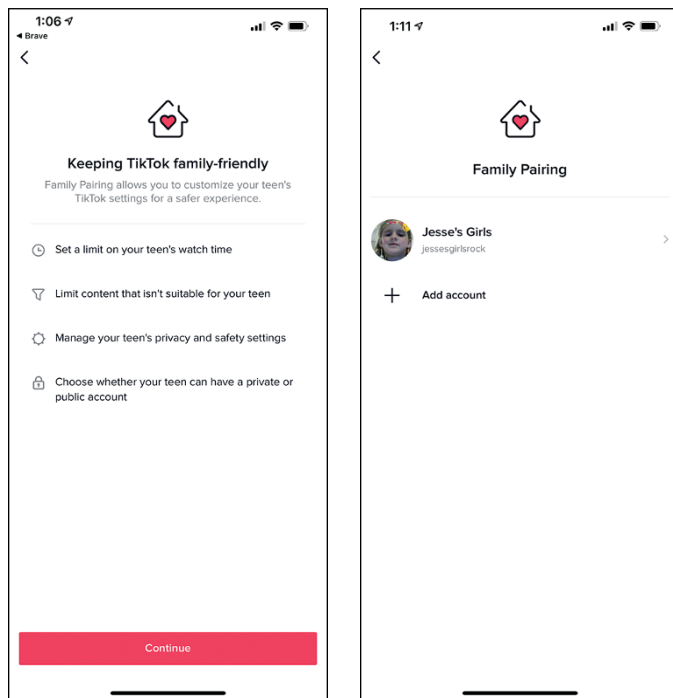 1:06
◀ Brave
Keeping TikTok family-friendly
Family Pairing allows you to customize your teen's
TikTok settings for a safer experience.
Set a limit on your teen's watch time
Limit content that isn't suitable for your teen
Manage your teen's privacy and safety settings
Choose whether your teen can have a private or
public account
Continue
1:11
Family Pairing
Jesse's Girls
jessesgirlsrock
Add account